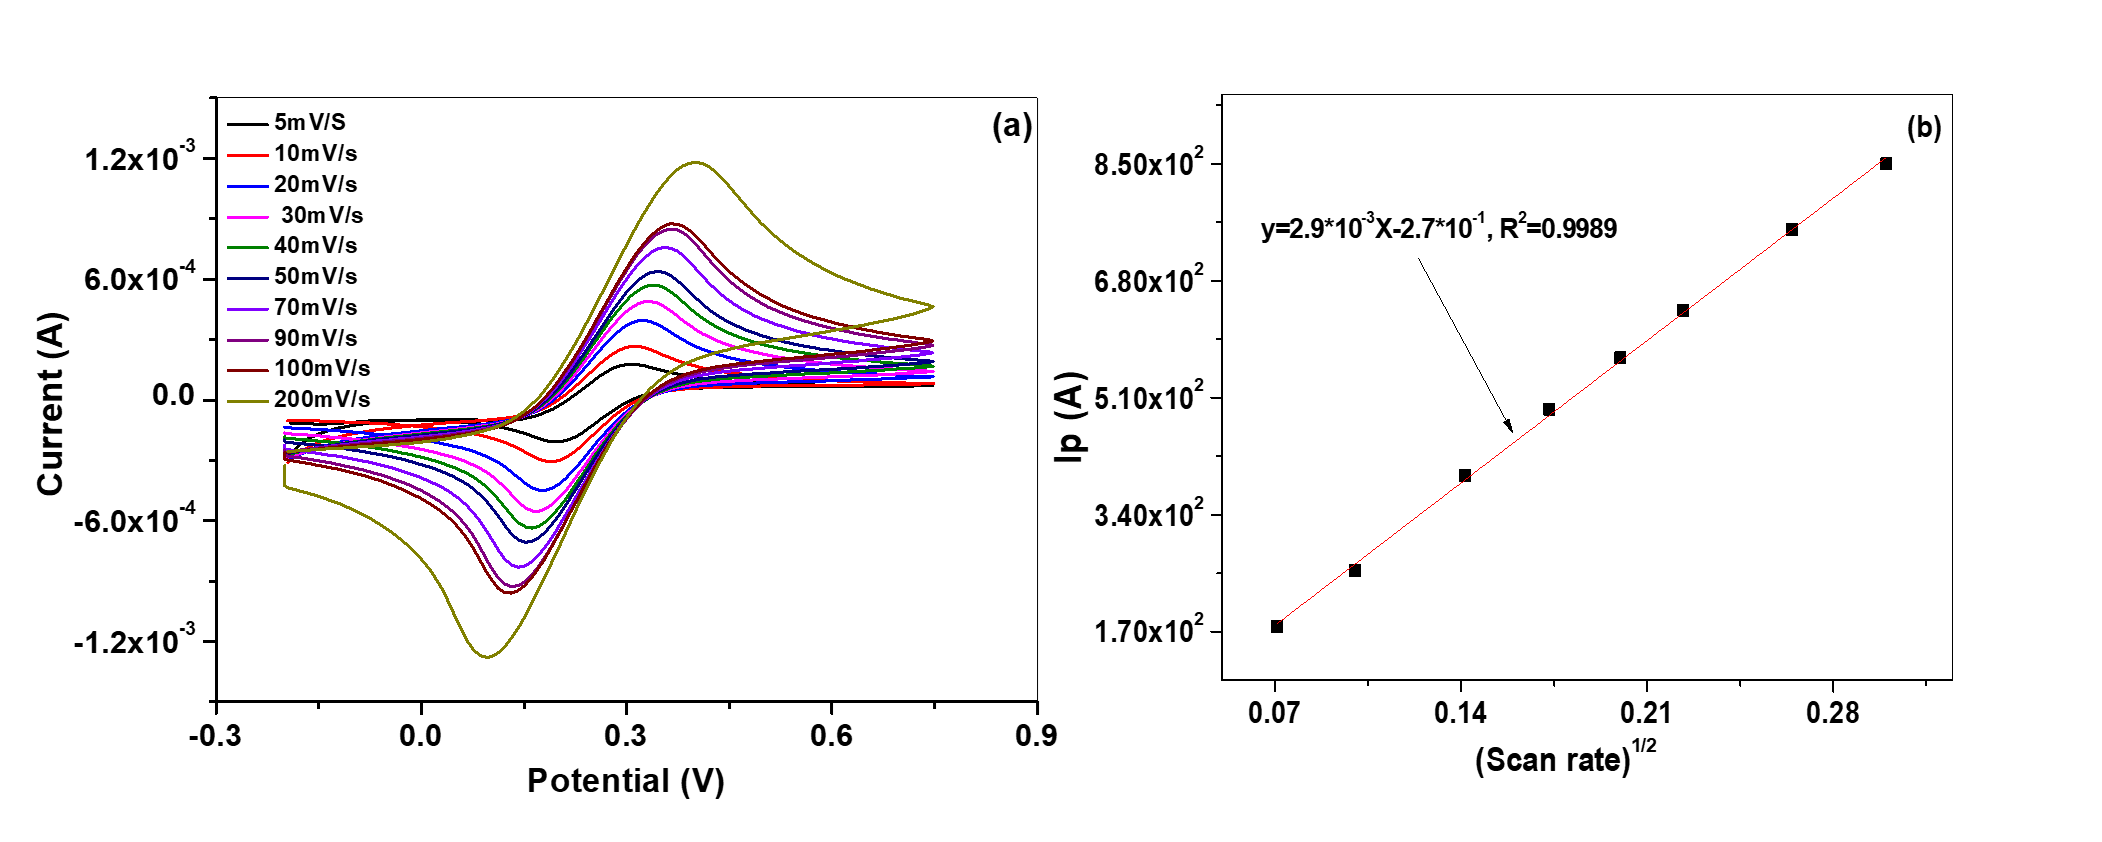 (a)
5mV/S
10mV/s
20mV/s
30mV/s
40mV/s
50mV/s
70mV/s
90mV/s
100mV/s
200mV/s
1.2x10⁻³
6.0x10⁻⁴
0.0
-6.0x10⁻⁴
-1.2x10⁻³
Current (A)
-0.3 0.0 0.3 0.6 0.9
Potential (V)
(b)
y=2.9*10⁻³X-2.7*10⁻¹, R²=0.9989
8.50x10²
6.80x10²
5.10x10²
3.40x10²
1.70x10²
Ip (A)
0.07 0.14 0.21 0.28
(Scan rate)¹/²